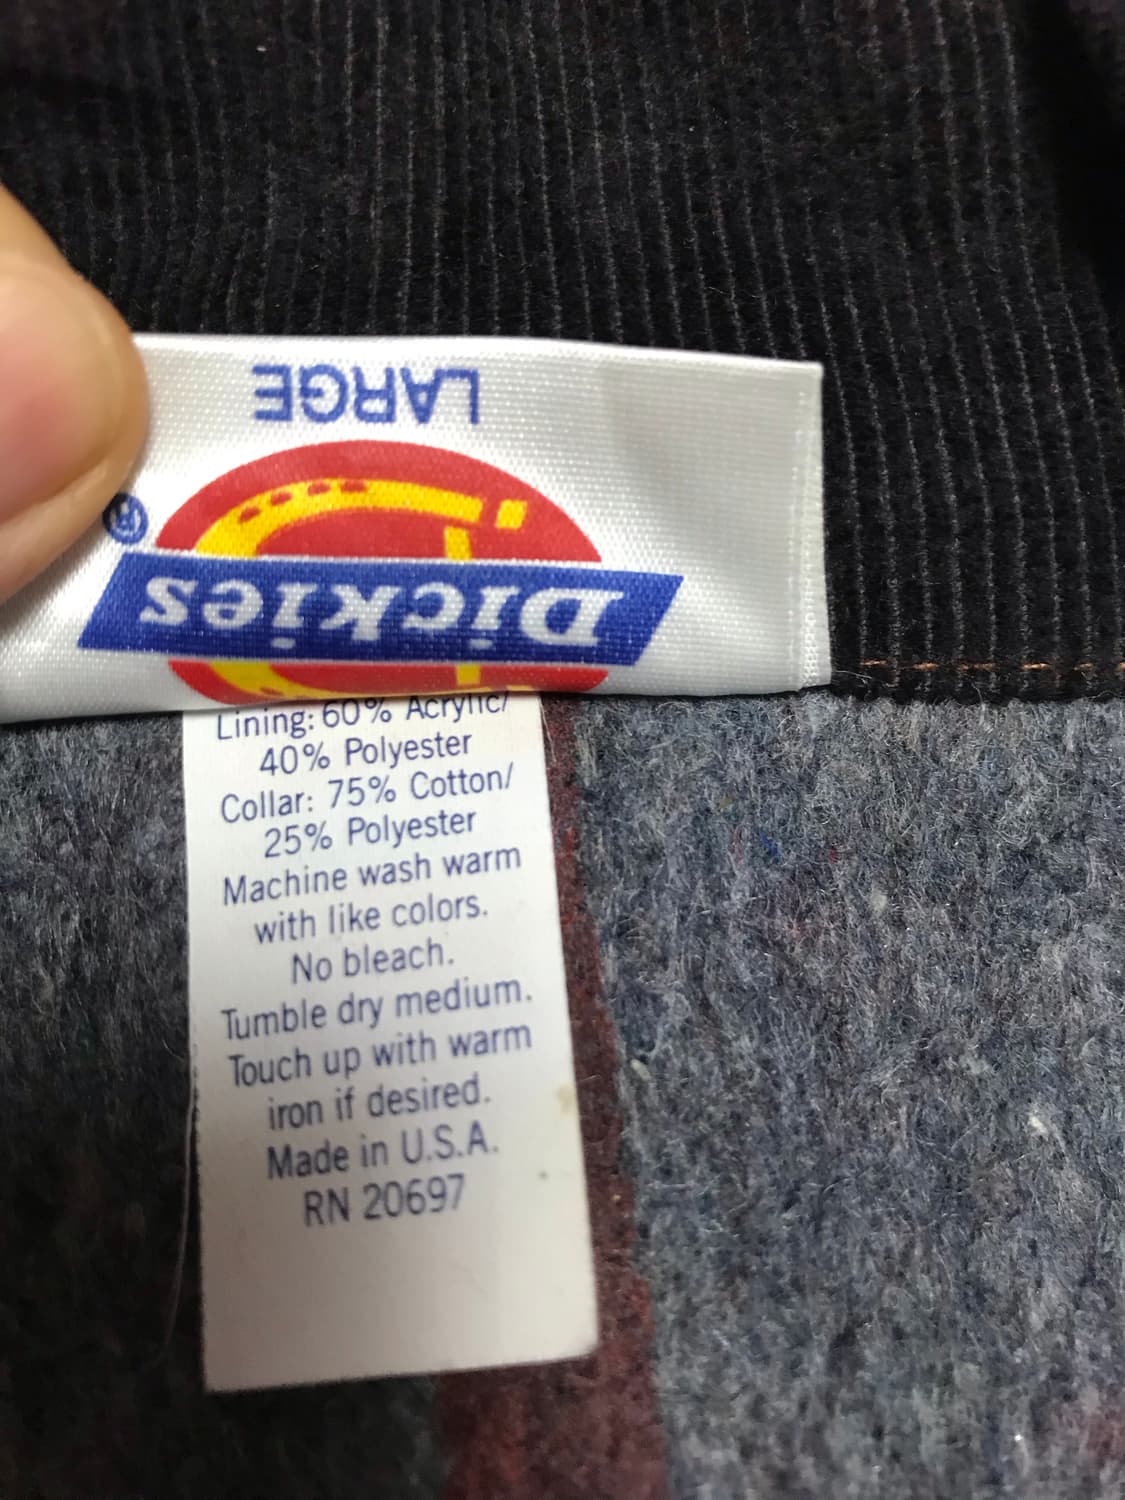 LARGE
®
Dickies
Lining: 60% Acrylic/
40% Polyester
Collar: 75% Cotton/
25% Polyester
Machine wash warm
with like colors.
No bleach.
Tumble dry medium.
Touch up with warm
iron if desired.
Made in U.S.A.
RN 20697